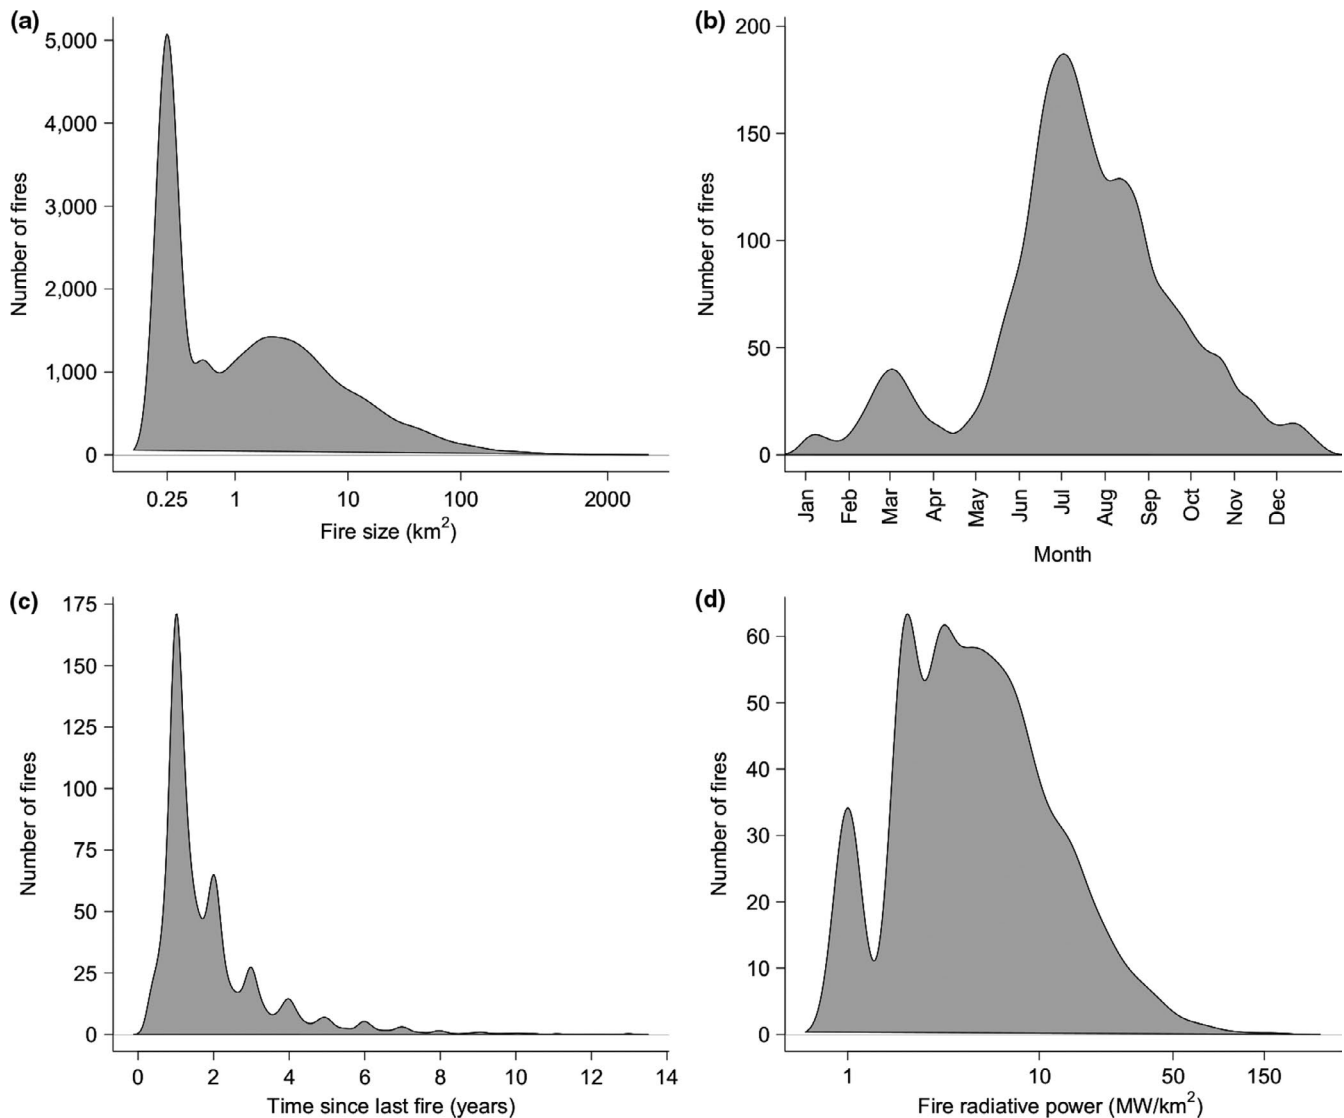 (a)
5,000
4,000
3,000
2,000
1,000
0
Number of fires
0.25 1 10 100 2000
Fire size (km²)
(b)
200
150
100
50
0
Number of fires
Jan Feb Mar Apr May Jun Jul Aug Sep Oct Nov Dec
Month
(c)
175
150
125
100
75
50
25
0
Number of fires
0 2 4 6 8 10 12 14
Time since last fire (years)
(d)
60
50
40
30
20
10
0
Number of fires
1 10 50 150
Fire radiative power (MW/km²)